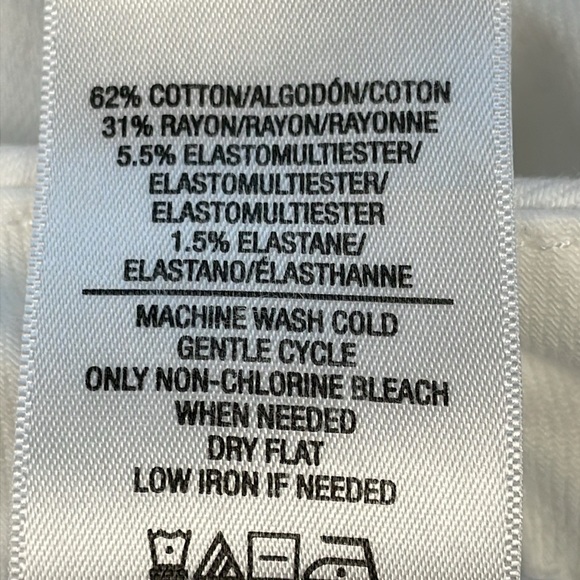 62% COTTON/ALGODÓN/COTON
31% RAYON/RAYON/RAYONNE
5.5% ELASTOMULTIESTER/
ELASTOMULTIESTER/
ELASTOMULTIESTER
1.5% ELASTANE/
ELASTANO/ÉLASTHANNE
MACHINE WASH COLD
GENTLE CYCLE
ONLY NON-CHLORINE BLEACH
WHEN NEEDED
DRY FLAT
LOW IRON IF NEEDED